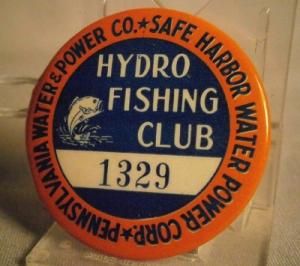 PENNSYLVANIA WATER & POWER CO.★SAFE HARBOR WATER POWER CORP★
HYDRO
FISHING
CLUB
1329